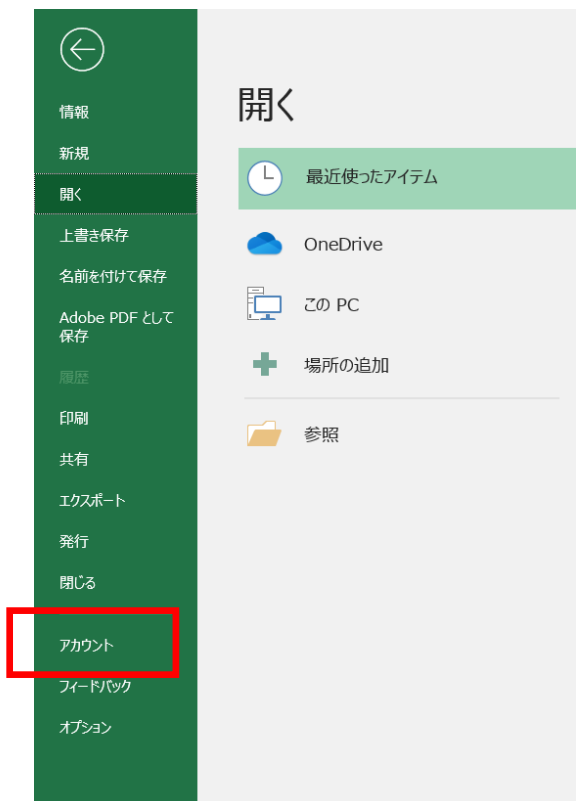 情報
新規
開く
上書き保存
名前を付けて保存
Adobe PDF として
保存
履歴
印刷
共有
エクスポート
発行
閉じる
アカウント
フィードバック
オプション
開く
最近使ったアイテム
OneDrive
この PC
場所の追加
参照